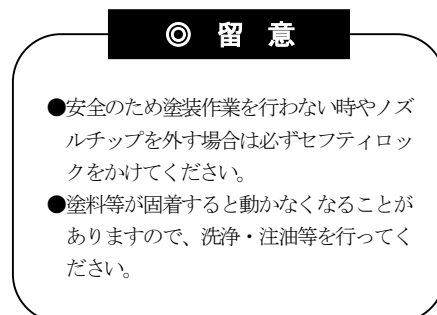 ◎ 留 意
●安全のため塗装作業を行わない時やノズ
ルチップを外す場合は必ずセフティロッ
クをかけてください。
●塗料等が固着すると動かなくなることが
ありますので、洗浄・注油等を行ってく
ださい。